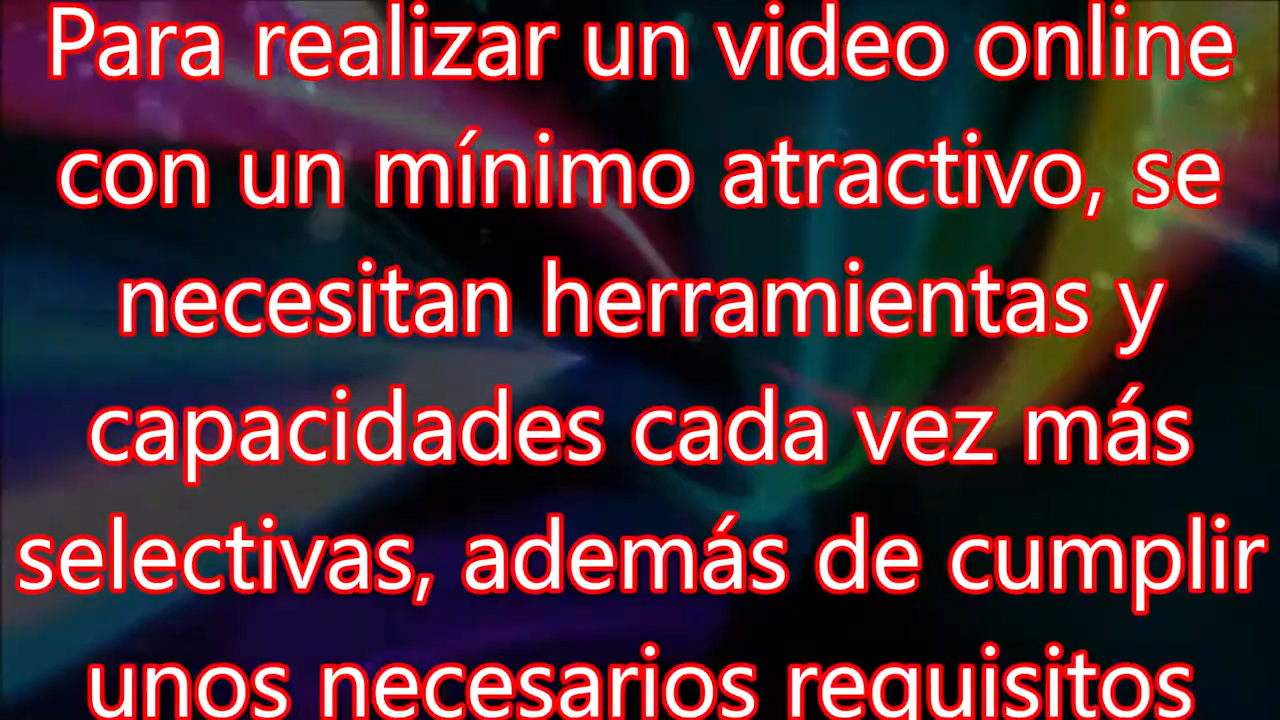 Para realizar un video online
con un mínimo atractivo, se
necesitan herramientas y
capacidades cada vez más
selectivas, además de cumplir
unos necesarios requisitos